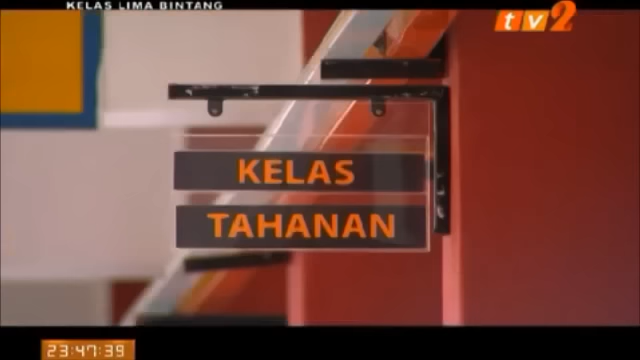 KELAS LIMA BINTANG
tv2
KELAS
TAHANAN
23:47:39